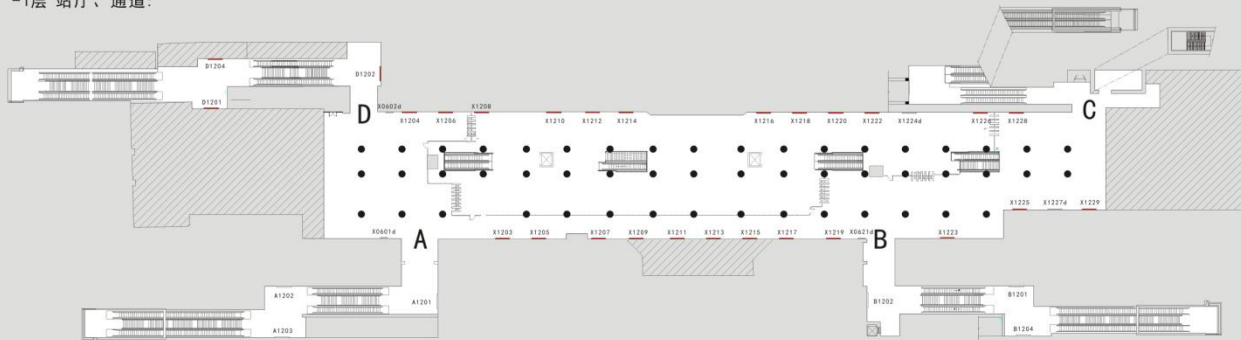 -1层 站厅、通道:
D1204
D1202
D1201
C
D
X0602d
X1204
X1206
X1208
X1210
X1212
X1214
X1216
X1218
X1220
X1222
X1224d
X1226
X1228
X1225
X1227d
X1229
X0601d
A
X1203
X1205
X1207
X1209
X1211
X1213
X1215
X1217
X1219
X0621d
B
X1223
A1202
A1201
A1203
B1202
B1201
B1204